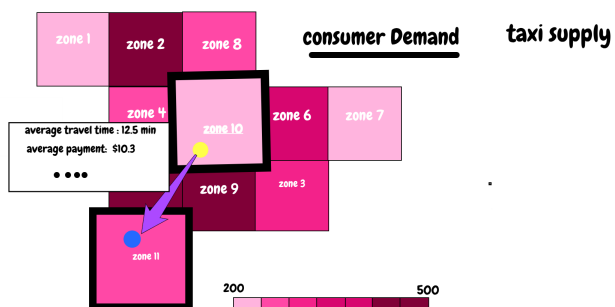 consumer Demand
taxi supply
zone 1
zone 2
zone 8
zone 4
zone 10
zone 6
zone 7
average travel time : 12.5 min
average payment: $10.3
zone 9
zone 3
zone 11
200
500